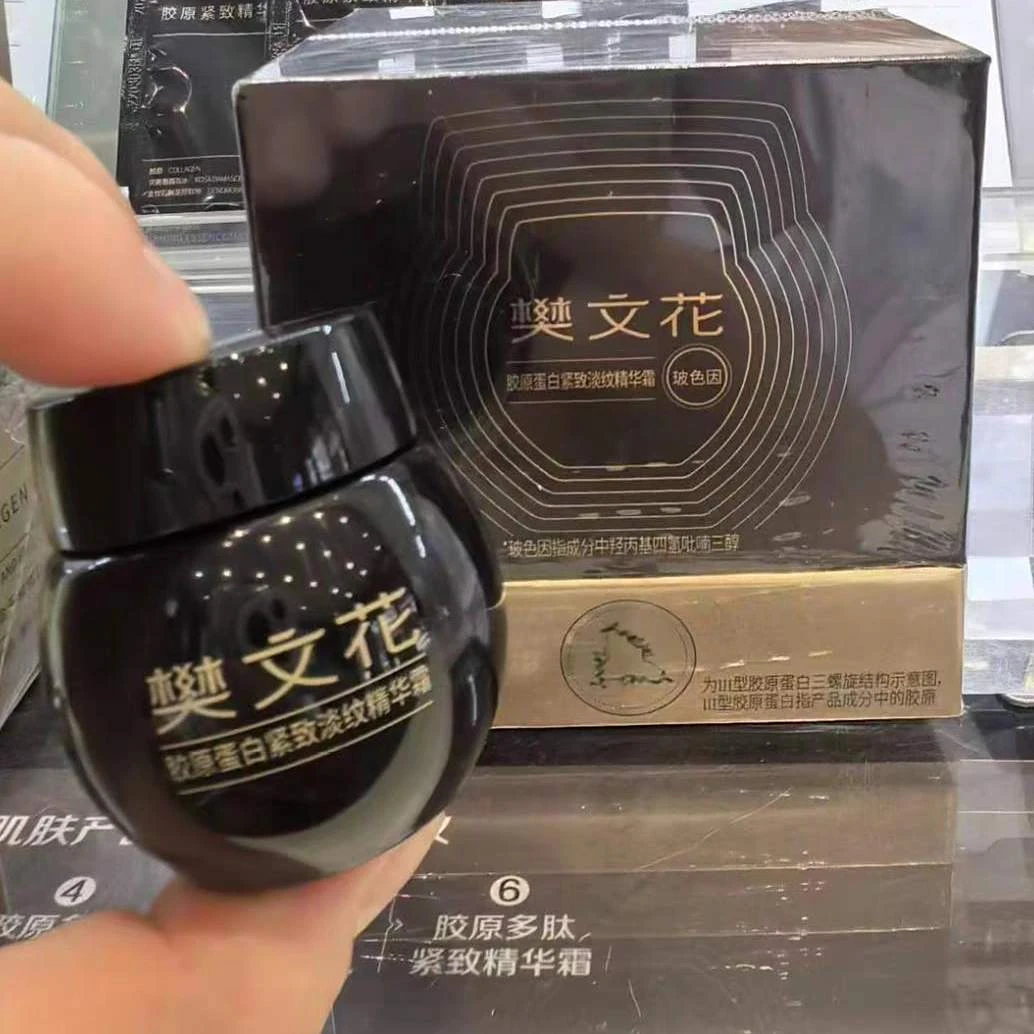 胶原紧致精华
COLLAGEN
GEN
樊文花
胶原蛋白紧致淡纹精华霜
玻色因
*玻色因指成分中羟丙基四氢吡喃三醇
为III型胶原蛋白三螺旋结构示意图,
III型胶原蛋白指产品成分中的胶原
樊文花
胶原蛋白紧致淡纹精华霜
肌肤产
4
胶原
6
胶原多肽
紧致精华霜